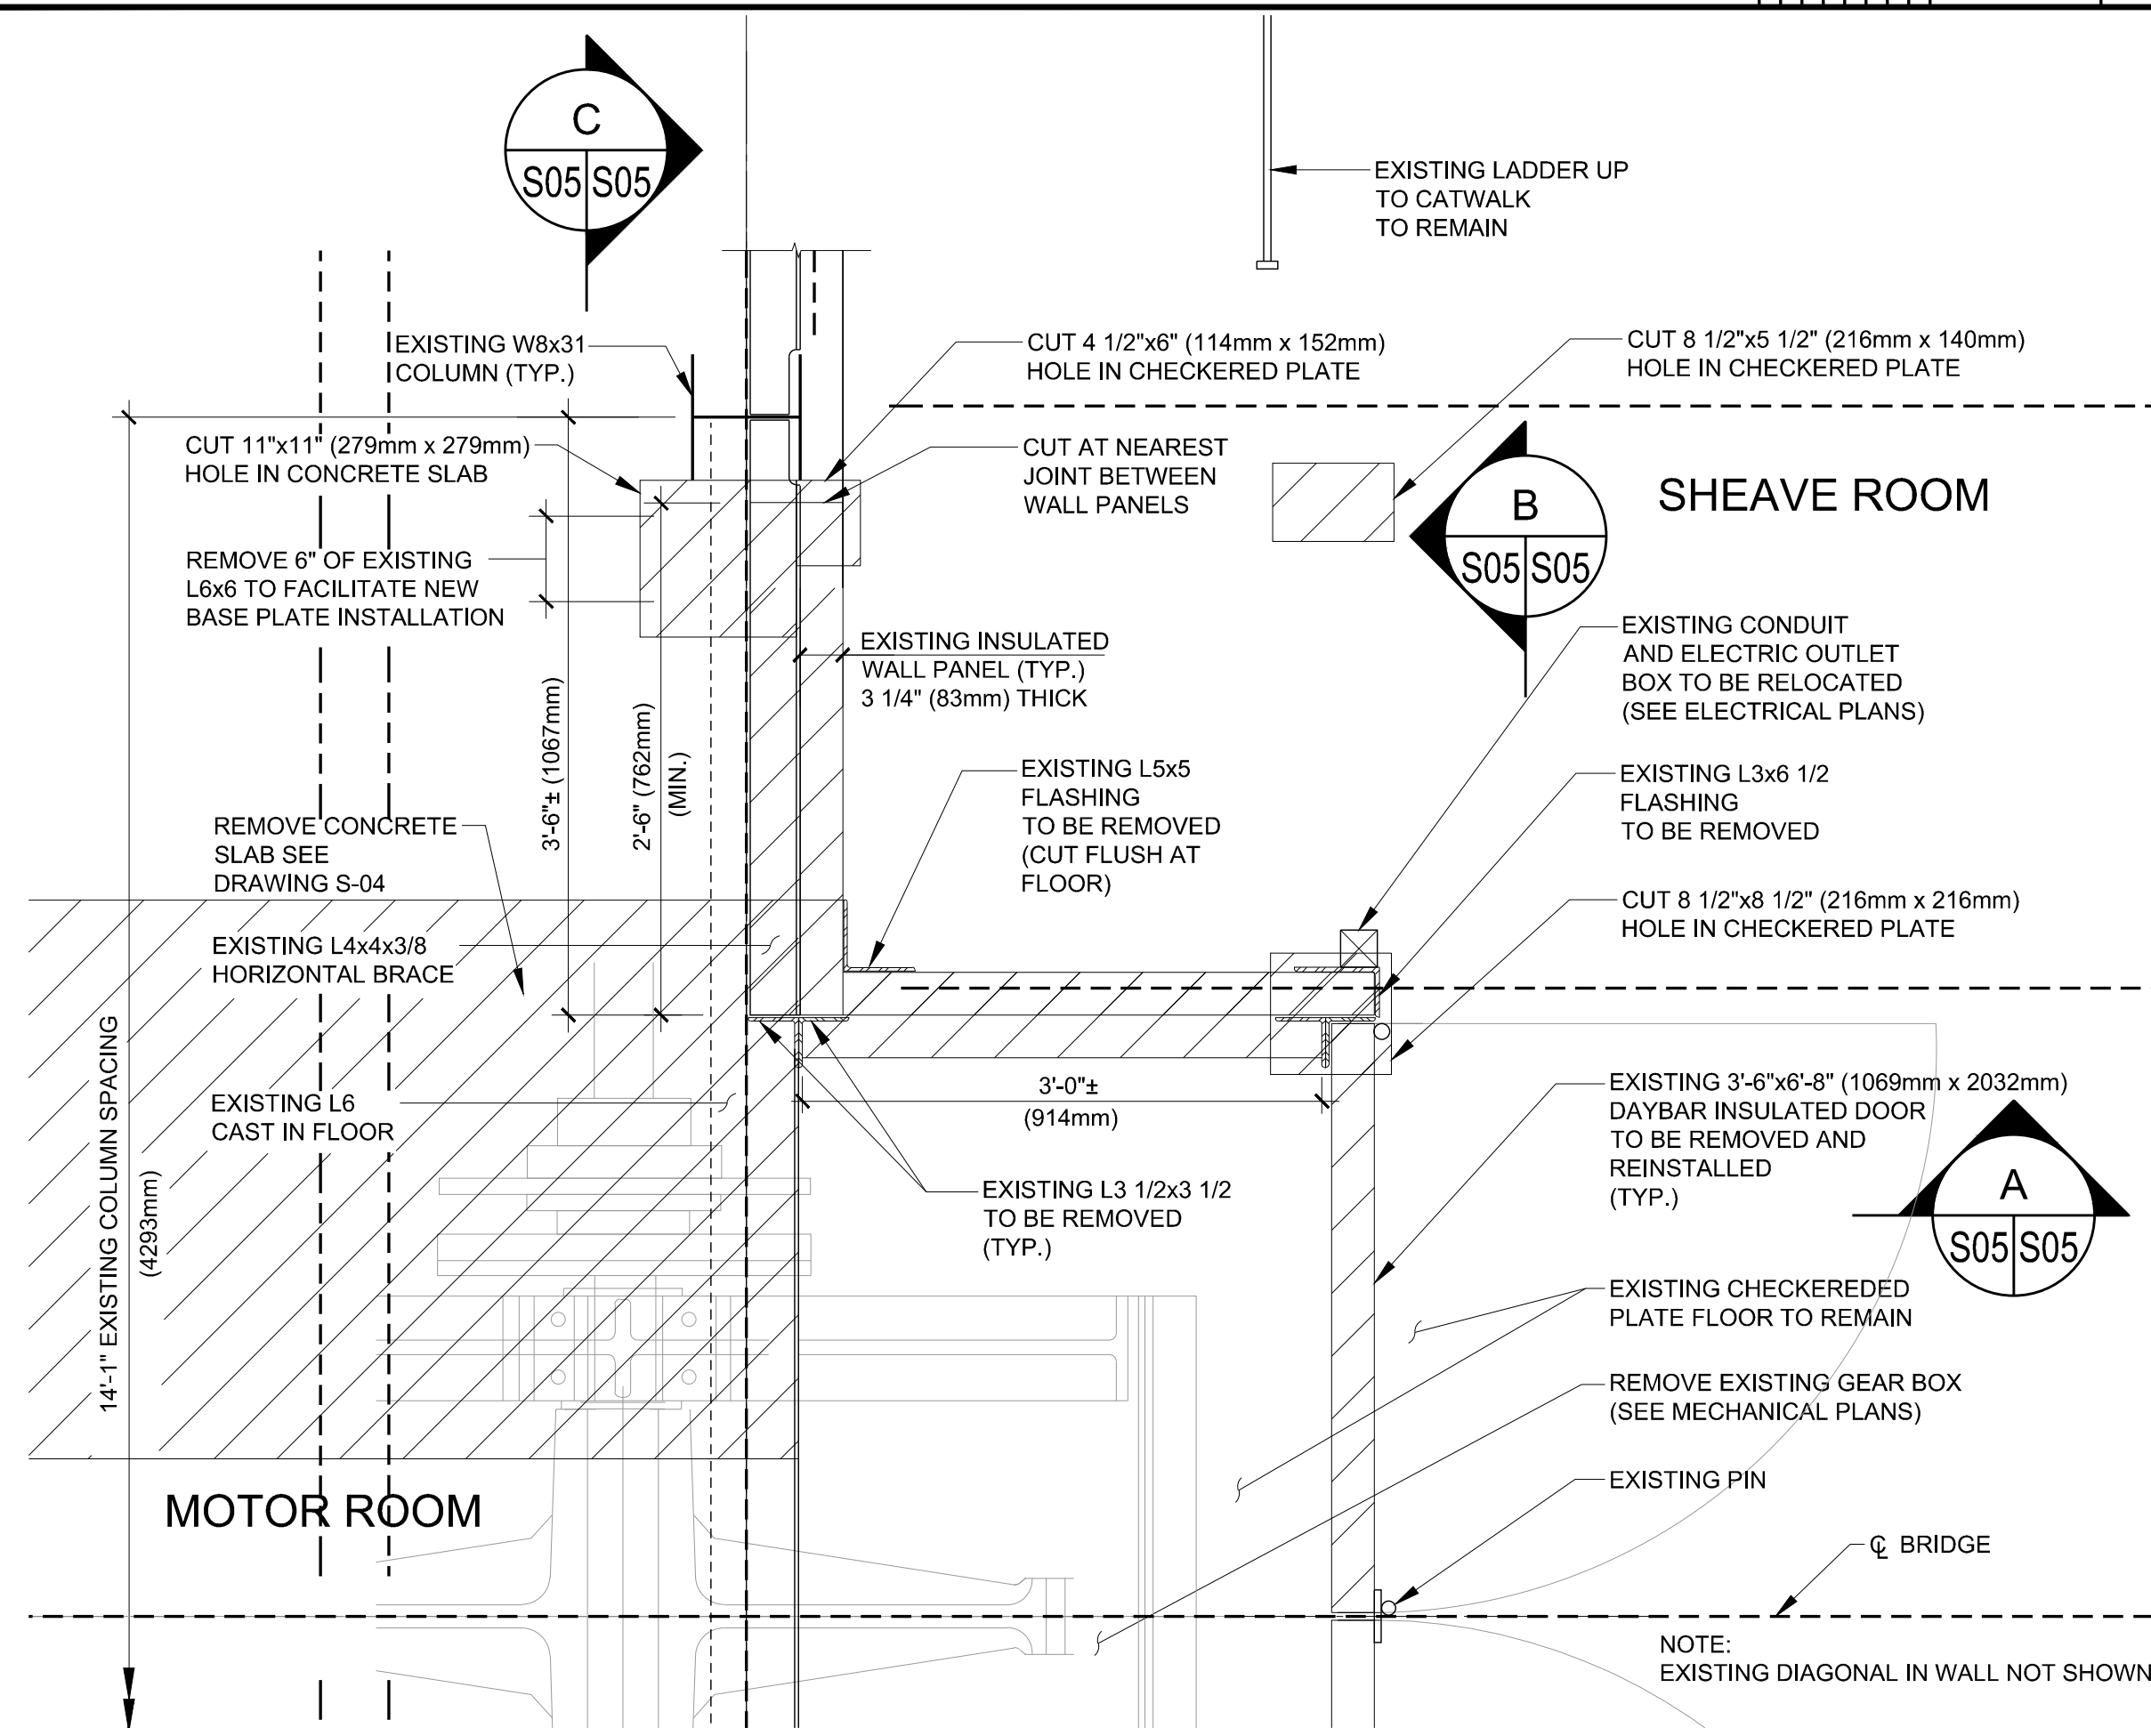 C
S05 S05
EXISTING LADDER UP
TO CATWALK
TO REMAIN
EXISTING W8x31
COLUMN (TYP.)
CUT 4 1/2"x6" (114mm x 152mm)
HOLE IN CHECKERED PLATE
CUT 8 1/2"x5 1/2" (216mm x 140mm)
HOLE IN CHECKERED PLATE
CUT 11"x11" (279mm x 279mm)
HOLE IN CONCRETE SLAB
CUT AT NEAREST
JOINT BETWEEN
WALL PANELS
SHEAVE ROOM
B
S05 S05
REMOVE 6" OF EXISTING
L6x6 TO FACILITATE NEW
BASE PLATE INSTALLATION
EXISTING INSULATED
WALL PANEL (TYP.)
3 1/4" (83mm) THICK
EXISTING CONDUIT
AND ELECTRIC OUTLET
BOX TO BE RELOCATED
(SEE ELECTRICAL PLANS)
3'-6"± (1067mm)
2'-6" (762mm)
(MIN.)
EXISTING L5x5
FLASHING
TO BE REMOVED
(CUT FLUSH AT
FLOOR)
EXISTING L3x6 1/2
FLASHING
TO BE REMOVED
REMOVE CONCRETE
SLAB SEE
DRAWING S-04
CUT 8 1/2"x8 1/2" (216mm x 216mm)
HOLE IN CHECKERED PLATE
EXISTING L4x4x3/8
HORIZONTAL BRACE
14'-1" EXISTING COLUMN SPACING
(4293mm)
EXISTING L6
CAST IN FLOOR
3'-0"±
(914mm)
EXISTING 3'-6"x6'-8" (1069mm x 2032mm)
DAYBAR INSULATED DOOR
TO BE REMOVED AND
REINSTALLED
(TYP.)
A
S05 S05
EXISTING L3 1/2x3 1/2
TO BE REMOVED
(TYP.)
EXISTING CHECKEREDED
PLATE FLOOR TO REMAIN
REMOVE EXISTING GEAR BOX
(SEE MECHANICAL PLANS)
MOTOR ROOM
EXISTING PIN
℄ BRIDGE
NOTE:
EXISTING DIAGONAL IN WALL NOT SHOWN